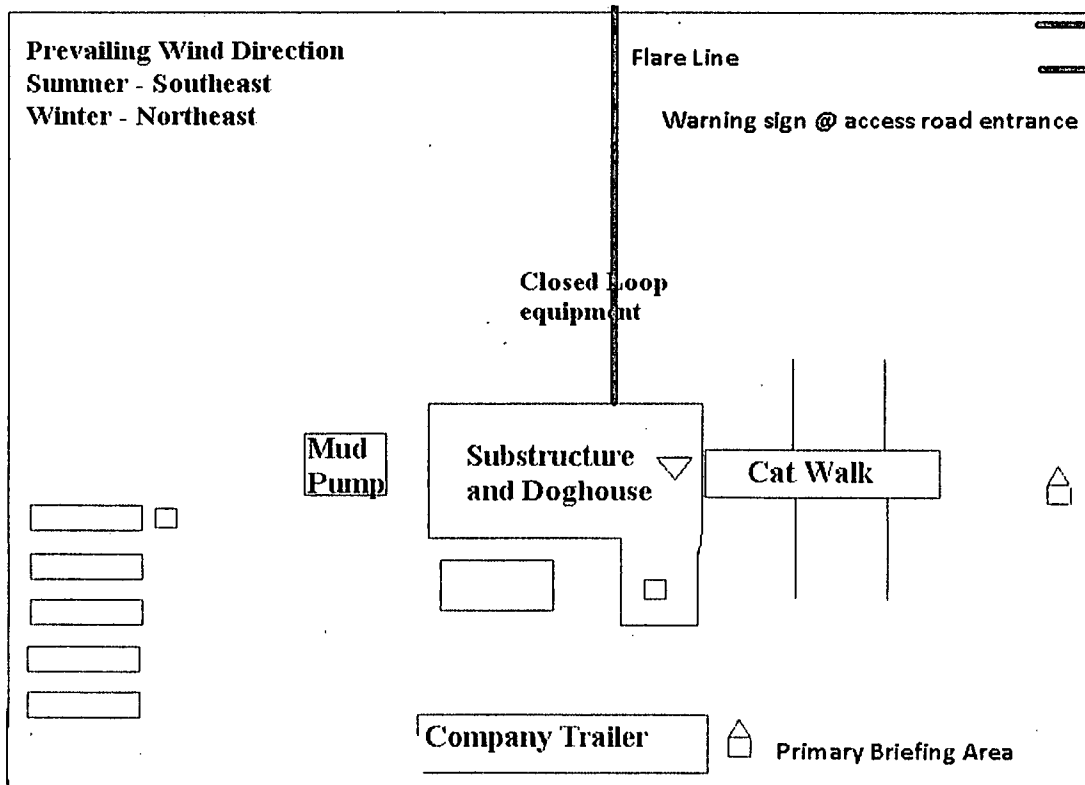 Prevailing Wind Direction
Summer - Southeast
Winter - Northeast
Flare Line
Warning sign @ access road entrance
Closed Loop
equipment
Mud
Pump
Substructure
and Doghouse
Cat Walk
Company Trailer
Primary Briefing Area